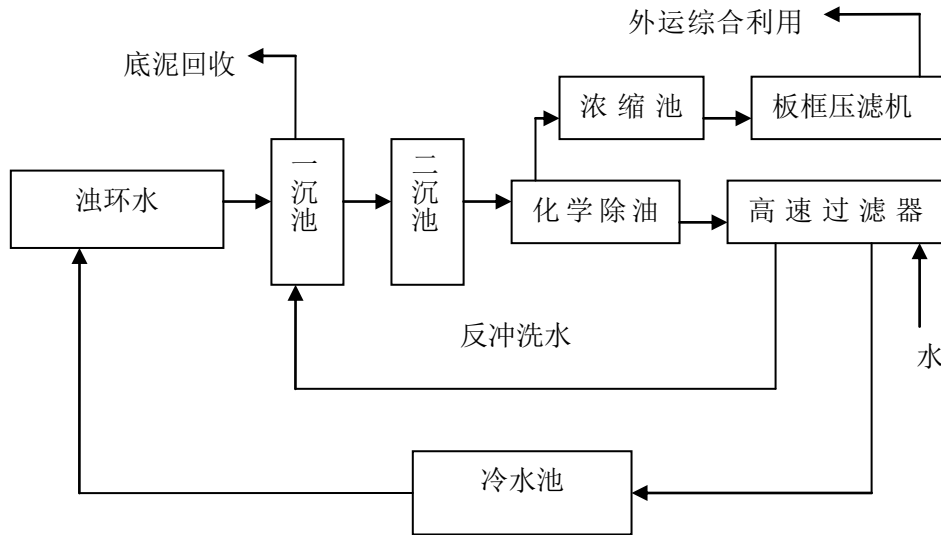 外运综合利用
底泥回收
浓缩池
板框压滤机
一沉池
二沉池
浊环水
化学除油
高速过滤器
反冲洗水
水
冷水池